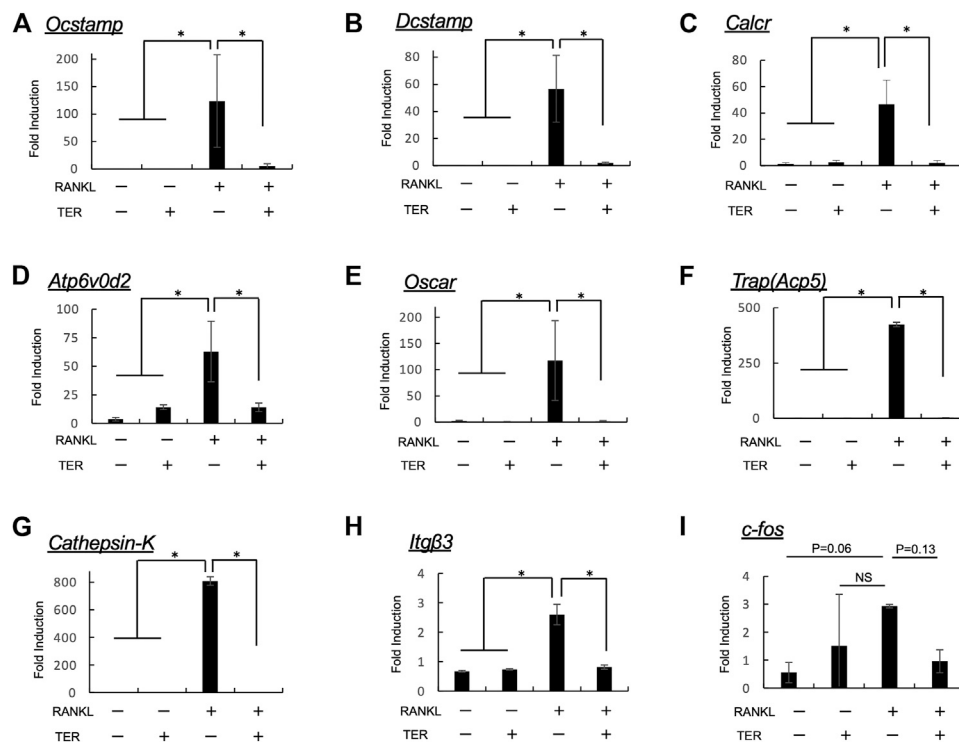 A Ocstamp
* *
Fold Induction
200
150
100
50
0
RANKL – – + +
TER – + – +
B Dcstamp
* *
Fold Induction
80
60
40
20
0
– – + +
– + – +
C Calcr
* *
Fold Induction
80
60
40
20
0
– – + +
– + – +
D Atp6v0d2
* *
Fold Induction
100
75
50
25
0
RANKL – – + +
TER – + – +
E Oscar
* *
Fold Induction
200
150
100
50
0
RANKL – – + +
TER – + – +
F Trap(Acp5)
* *
Fold Induction
500
250
0
RANKL – – + +
TER – + – +
G Cathepsin-K
* *
Fold Induction
800
600
400
200
0
RANKL – – + +
TER – + – +
H Itgβ3
* *
Fold Induction
4
3
2
1
0
RANKL – – + +
TER – + – +
I c-fos
P=0.06 P=0.13
NS
Fold Induction
4
3
2
1
0
RANKL – – + +
TER – + – +